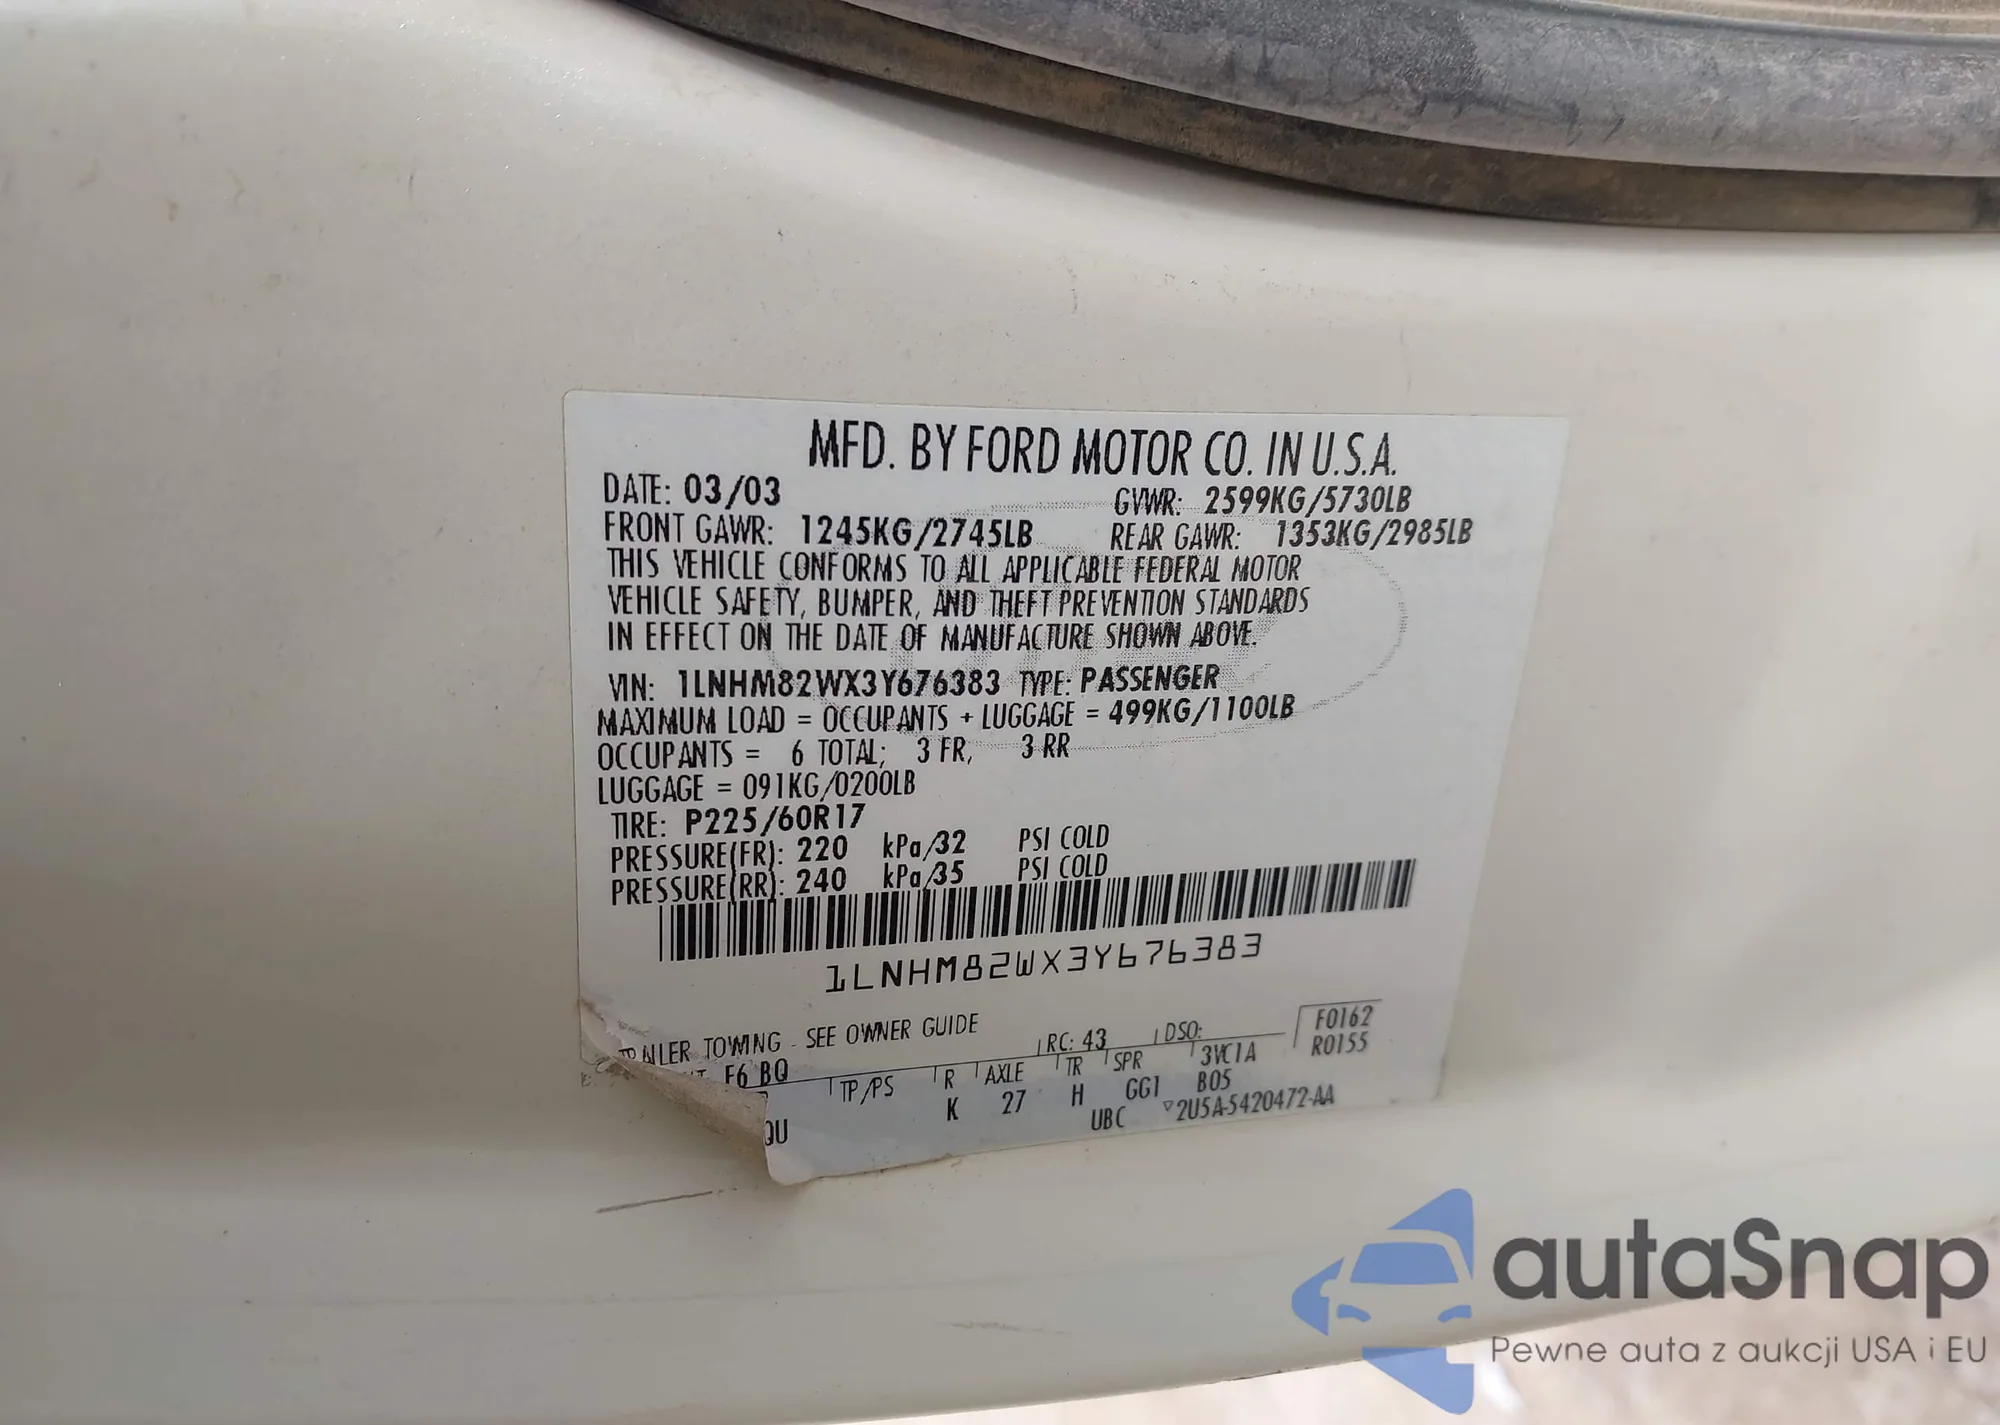 MFD. BY FORD MOTOR CO. IN U.S.A.
DATE: 03/03 GVWR: 2599KG/5730LB
FRONT GAWR: 1245KG/2745LB REAR GAWR: 1353KG/2985LB
THIS VEHICLE CONFORMS TO ALL APPLICABLE FEDERAL MOTOR
VEHICLE SAFETY, BUMPER, AND THEFT PREVENTION STANDARDS
IN EFFECT ON THE DATE OF MANUFACTURE SHOWN ABOVE.
VIN: 1LNHM82WX3Y676383 TYPE: PASSENGER
MAXIMUM LOAD = OCCUPANTS + LUGGAGE = 499KG/1100LB
OCCUPANTS = 6 TOTAL; 3 FR, 3 RR
LUGGAGE = 091KG/0200LB
TIRE: P225/60R17
PRESSURE(FR): 220 kPa/32 PSI COLD
PRESSURE(RR): 240 kPa/35 PSI COLD
1LNHM82WX3Y676383
TOWING - SEE OWNER GUIDE RC: 43 DSO: F0162
F6 BQ TP/PS R AXLE TR SPR 3VC1A R0155
QU K 27 H GG1 B05
UBC ▽2U5A-5420472-AA
autaSnap
Pewne auta z aukcji USA i EU